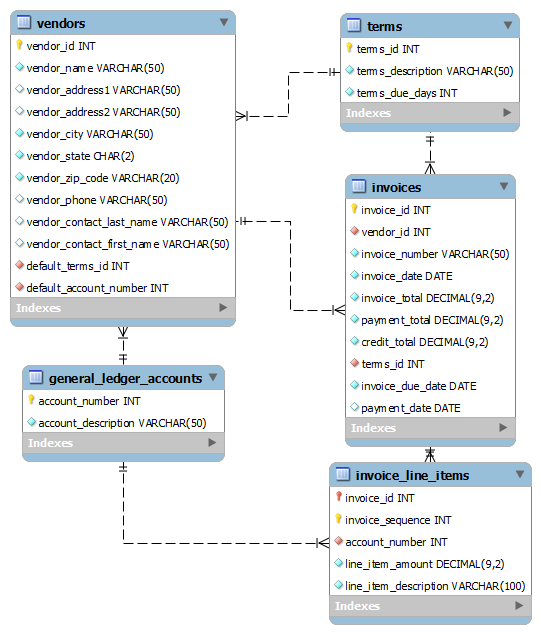 vendors
vendor_id INT
vendor_name VARCHAR(50)
vendor_address1 VARCHAR(50)
vendor_address2 VARCHAR(50)
vendor_city VARCHAR(50)
vendor_state CHAR(2)
vendor_zip_code VARCHAR(20)
vendor_phone VARCHAR(50)
vendor_contact_last_name VARCHAR(50)
vendor_contact_first_name VARCHAR(50)
default_terms_id INT
default_account_number INT
Indexes
terms
terms_id INT
terms_description VARCHAR(50)
terms_due_days INT
Indexes
invoices
invoice_id INT
vendor_id INT
invoice_number VARCHAR(50)
invoice_date DATE
invoice_total DECIMAL(9,2)
payment_total DECIMAL(9,2)
credit_total DECIMAL(9,2)
terms_id INT
invoice_due_date DATE
payment_date DATE
Indexes
general_ledger_accounts
account_number INT
account_description VARCHAR(50)
Indexes
invoice_line_items
invoice_id INT
invoice_sequence INT
account_number INT
line_item_amount DECIMAL(9,2)
line_item_description VARCHAR(100)
Indexes